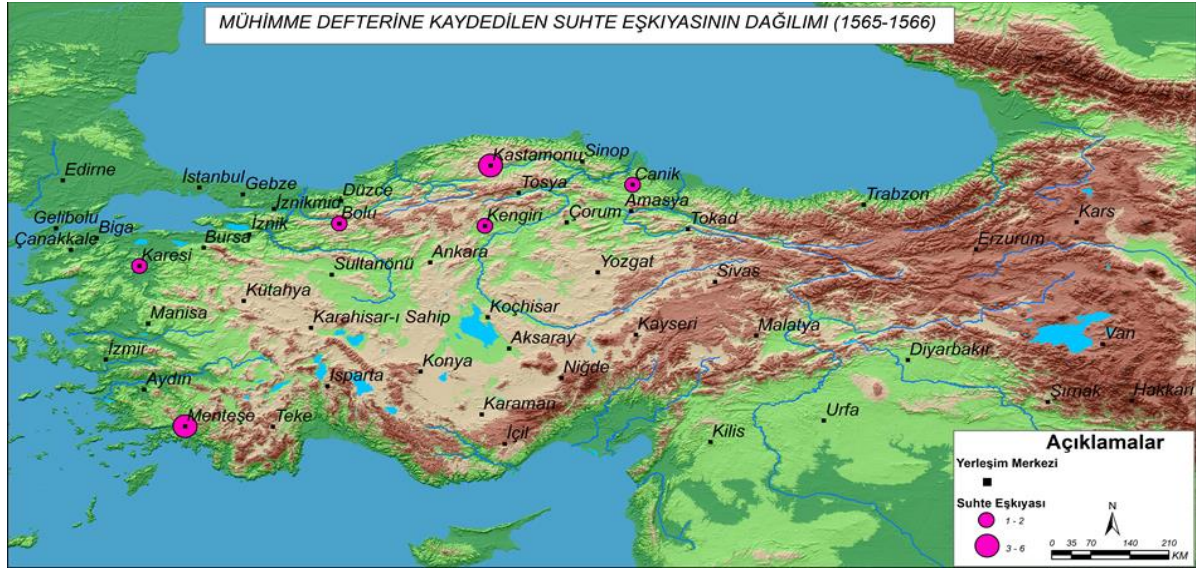 MÜHİMME DEFTERİNE KAYDEDİLEN SUHTE EŞKIYASININ DAĞILIMI (1565-1566)
Kastamonu
Sinop
Edirne
İstanbul
Gebze
Düzce
Tosya
Canik
İznikmid
Amasya
Trabzon
Gelibolu
Biga
İznik
Bolu
Kengiri
Çorum
Tokad
Kars
Çanakkale
Bursa
Karesi
Ankara
Erzurum
Sultanönü
Yozgat
Sivas
Kütahya
Manisa
Karahisar-ı Sahip
Koçhisar
Kayseri
Malatya
Van
Aksaray
İzmir
Konya
Diyarbakır
Aydın
Isparta
Niğde
Şırnak
Hakkari
Menteşe
Teke
Karaman
Urfa
İçil
Kilis
Açıklamalar
Yerleşim Merkezi
Suhte Eşkıyası
1 - 2
3 - 6
N
0 35 70 140 210
KM